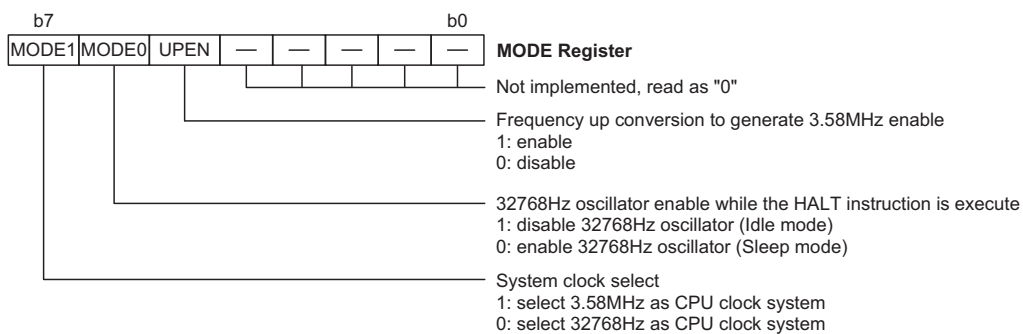 b7 b0
MODE1 MODE0 UPEN — — — — — MODE Register
Not implemented, read as "0"
Frequency up conversion to generate 3.58MHz enable
1: enable
0: disable
32768Hz oscillator enable while the HALT instruction is execute
1: disable 32768Hz oscillator (Idle mode)
0: enable 32768Hz oscillator (Sleep mode)
System clock select
1: select 3.58MHz as CPU clock system
0: select 32768Hz as CPU clock system